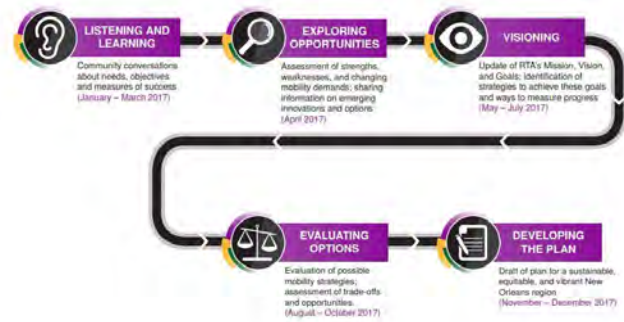 LISTENING AND
LEARNING
Community conversations
about needs, objectives
and measures of success
(January – March 2017)
EXPLORING
OPPORTUNITIES
Assessment of strengths,
weaknesses, and changing
mobility demands; sharing
information on emerging
innovations and options
(April 2017)
VISIONING
Update of RTA's Mission, Vision,
and Goals; identification of
strategies to achieve these goals
and ways to measure progress
(May – July 2017)
EVALUATING
OPTIONS
Evaluation of possible
mobility strategies;
assessment of trade-offs
and opportunities.
(August – October 2017)
DEVELOPING
THE PLAN
Draft of plan for a sustainable,
equitable, and vibrant New
Orleans region
(November – December 2017)